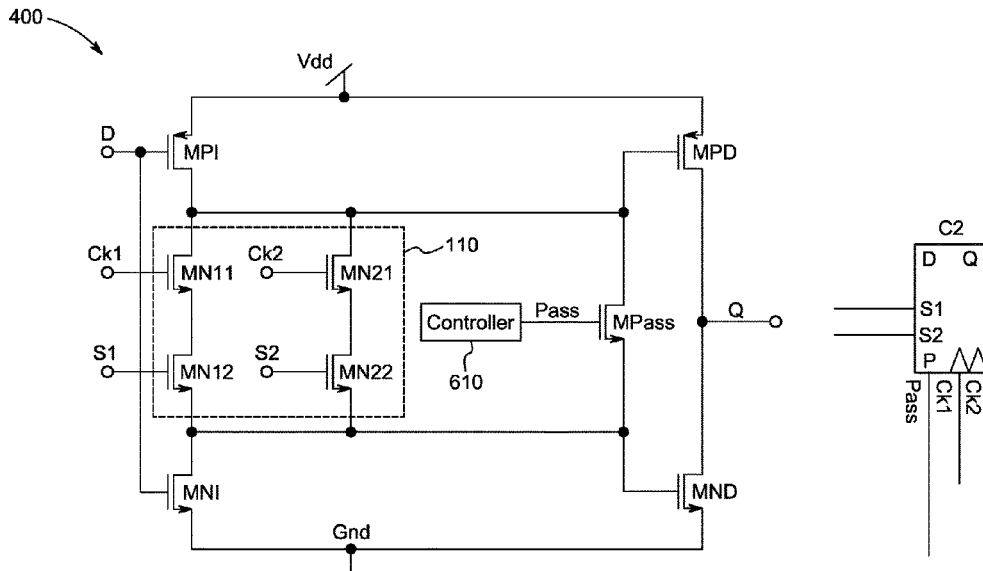 400
Vdd
D
MPI
MPD
110
Ck1
MN11
Ck2
MN21
C2
D Q
S1
S2
P
Pass
Ck1
Ck2
Controller
Pass
MPass
Q
610
S1
MN12
S2
MN22
MNI
MND
Gnd